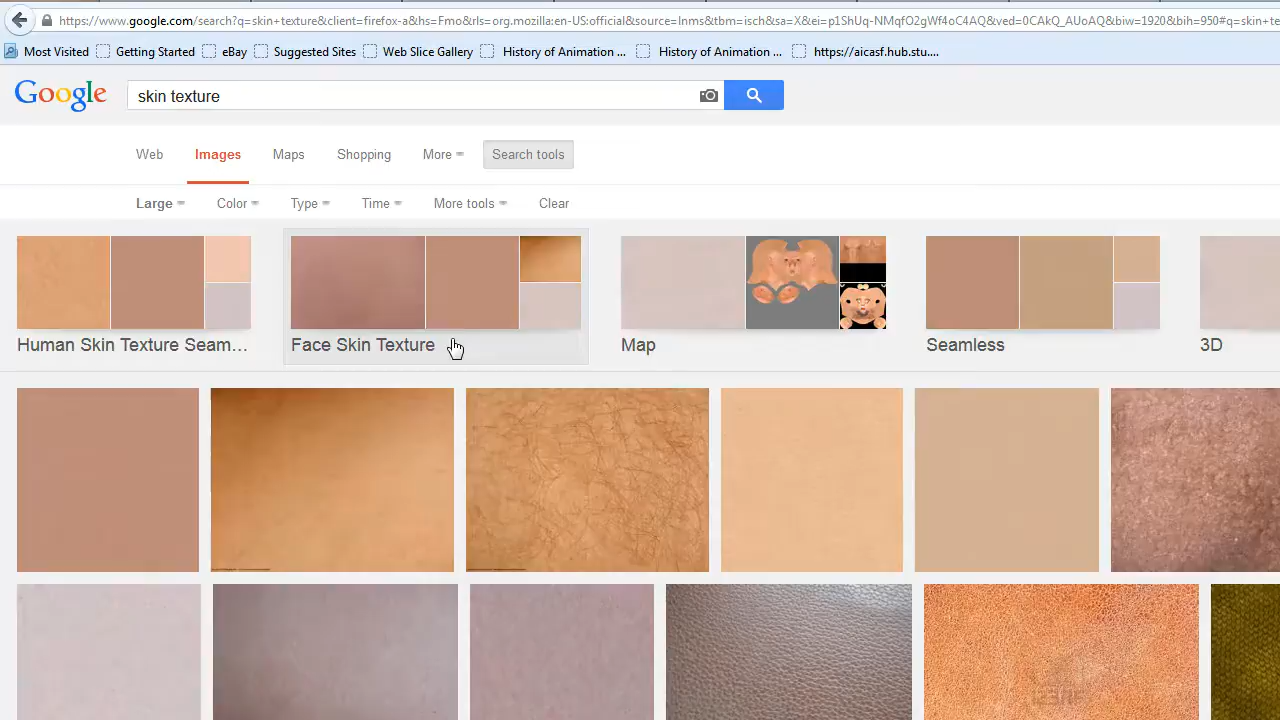 https://www.google.com/search?q=skin+texture&client=firefox-a&hs=Fmq&rls=org.mozilla:en-US:official&source=lnms&tbm=isch&sa=X&ei=p1ShUq-NMqfO2gWf4oC4AQ&ved=0CAkQ_AUoAQ&biw=1920&bih=950#q=skin+te
Most Visited Getting Started eBay Suggested Sites Web Slice Gallery History of Animation ... History of Animation ... https://aicasf.hub.stu....
Google skin texture
Web Images Maps Shopping More Search tools
Large Color Type Time More tools Clear
Human Skin Texture Seam... Face Skin Texture Map Seamless 3D